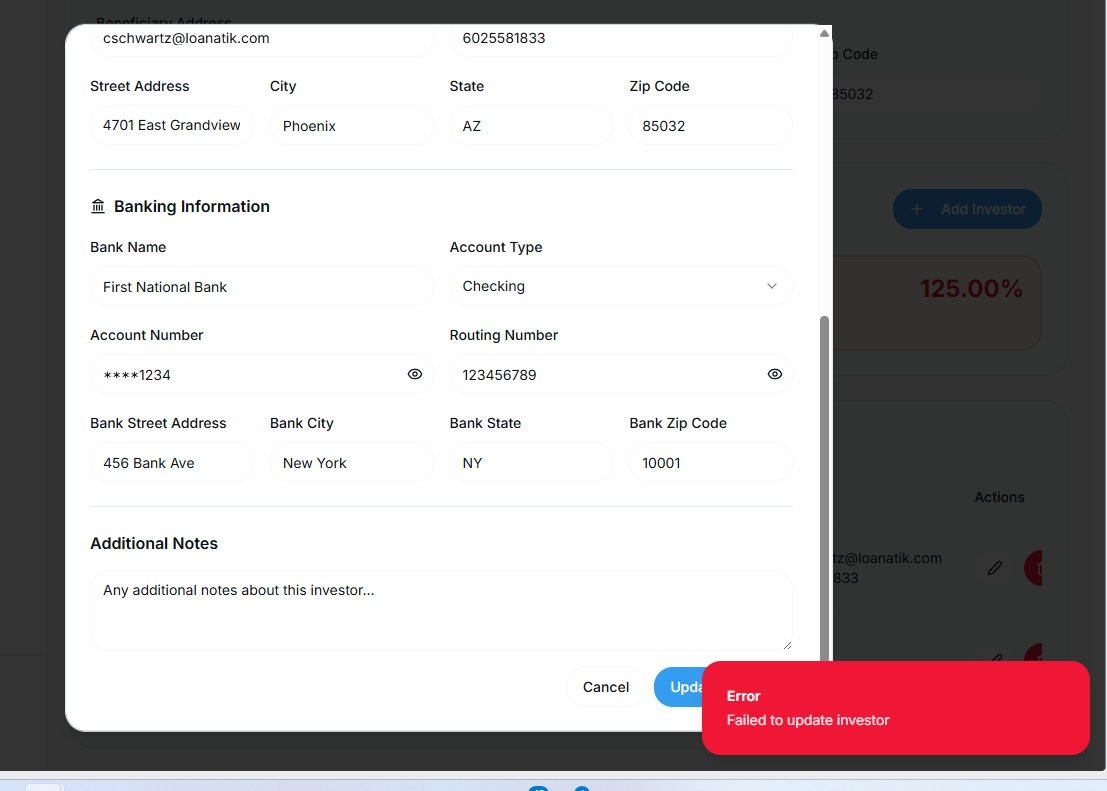 Beneficiary Address
cschwartz@loanatik.com 6025581833
Street Address City State Zip Code
4701 East Grandview Phoenix AZ 85032
Banking Information
Bank Name Account Type
First National Bank Checking
Account Number Routing Number
****1234 123456789
Bank Street Address Bank City Bank State Bank Zip Code
456 Bank Ave New York NY 10001
Additional Notes
Any additional notes about this investor...
Cancel Upda
Code
85032
+ Add Investor
125.00%
Actions
tz@loanatik.com
833
Error
Failed to update investor